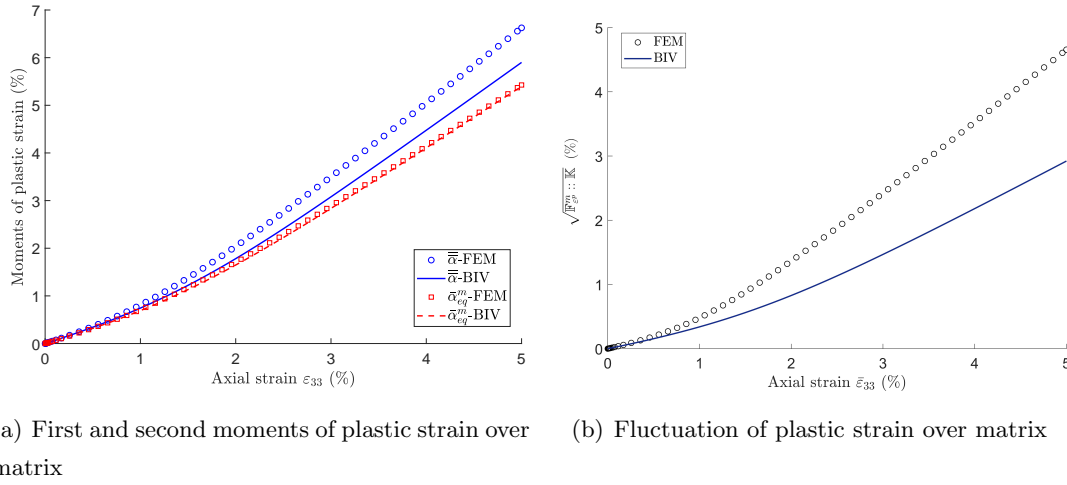 7
6
5
4
3
2
1
0
0 1 2 3 4 5
Moments of plastic strain (%)
Axial strain ε₃₃ (%)
α̿-FEM
α̿-BIV
ᾱᵐₑq-FEM
ᾱᵐₑq-BIV
a) First and second moments of plastic strain over
matrix
5
4
3
2
1
0
0 1 2 3 4 5
√(𝔽ᵐ_εᵖ :: 𝕂) (%)
Axial strain ε̄₃₃ (%)
FEM
BIV
(b) Fluctuation of plastic strain over matrix